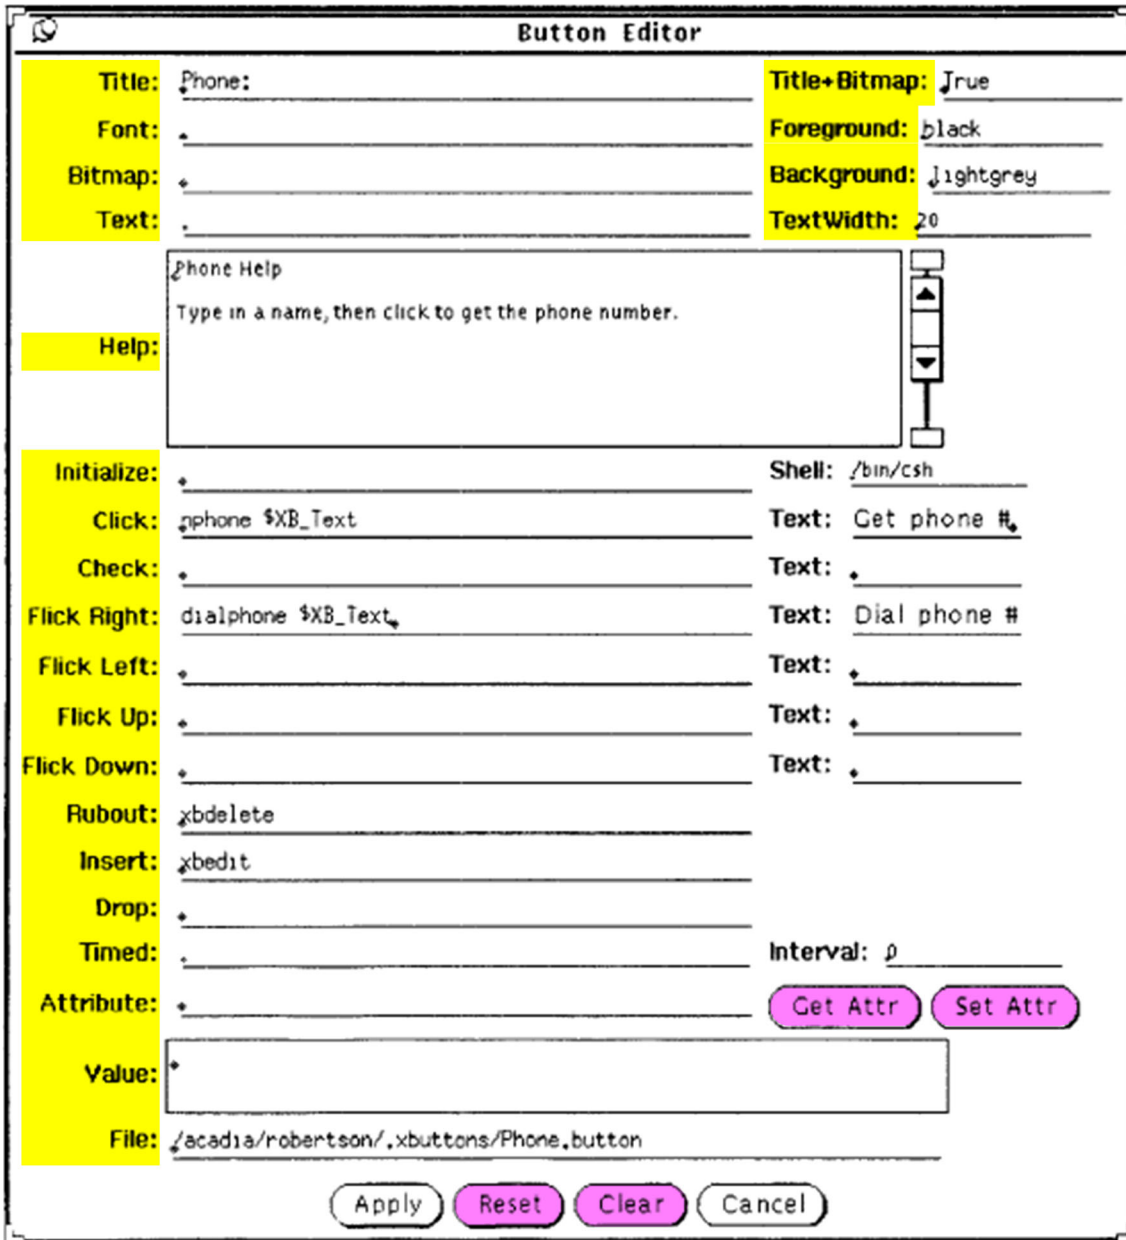 Button Editor
Title: Phone: Title+Bitmap: True
Font: Foreground: black
Bitmap: Background: lightgrey
Text: TextWidth: 20
Phone Help
Type in a name, then click to get the phone number.
Help:
Initialize: Shell: /bin/csh
Click: nphone $XB_Text Text: Get phone #
Check: Text:
Flick Right: dialphone $XB_Text Text: Dial phone #
Flick Left: Text:
Flick Up: Text:
Flick Down: Text:
Rubout: xbdelete
Insert: xbedit
Drop:
Timed: Interval: 0
Attribute: Get Attr Set Attr
Value:
File: /acadia/robertson/.xbuttons/Phone.button
Apply Reset Clear Cancel